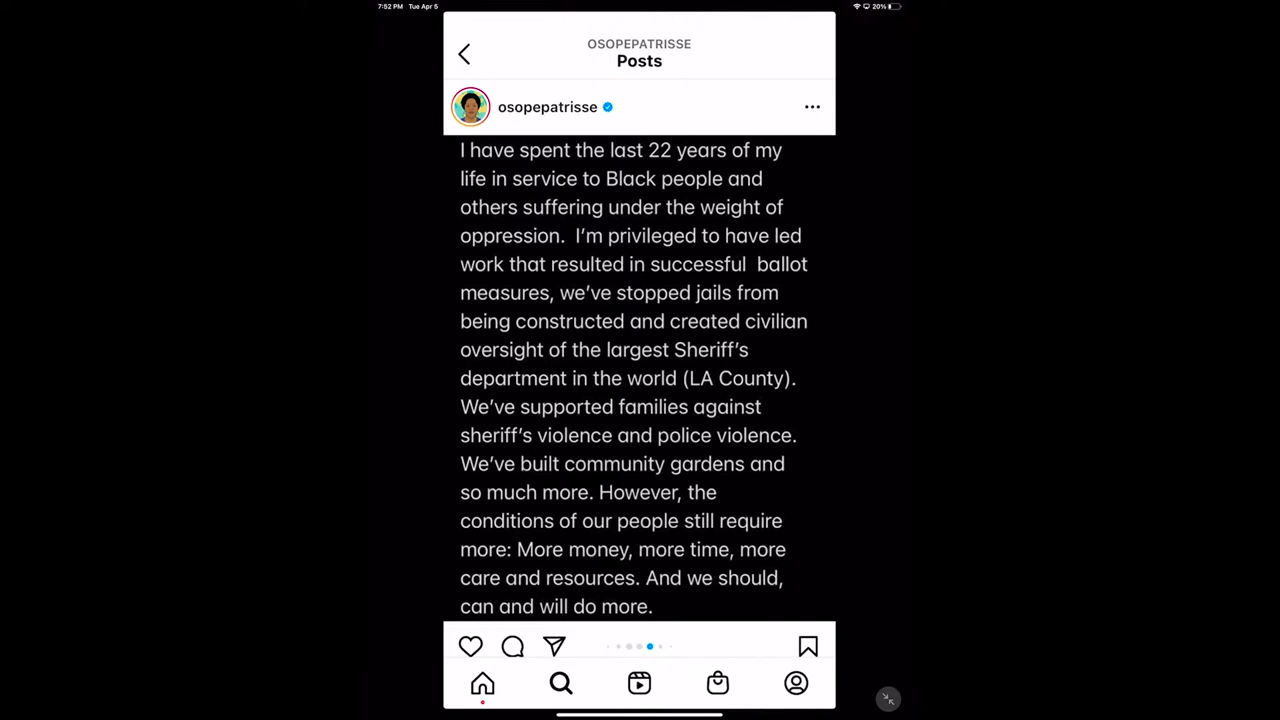 7:52 PM Tue Apr 5
20%
OSOPEPATRISSE
Posts
osopepatrisse
I have spent the last 22 years of my
life in service to Black people and
others suffering under the weight of
oppression.  I'm privileged to have led
work that resulted in successful  ballot
measures, we've stopped jails from
being constructed and created civilian
oversight of the largest Sheriff's
department in the world (LA County).
We've supported families against
sheriff's violence and police violence.
We've built community gardens and
so much more. However, the
conditions of our people still require
more: More money, more time, more
care and resources. And we should,
can and will do more.